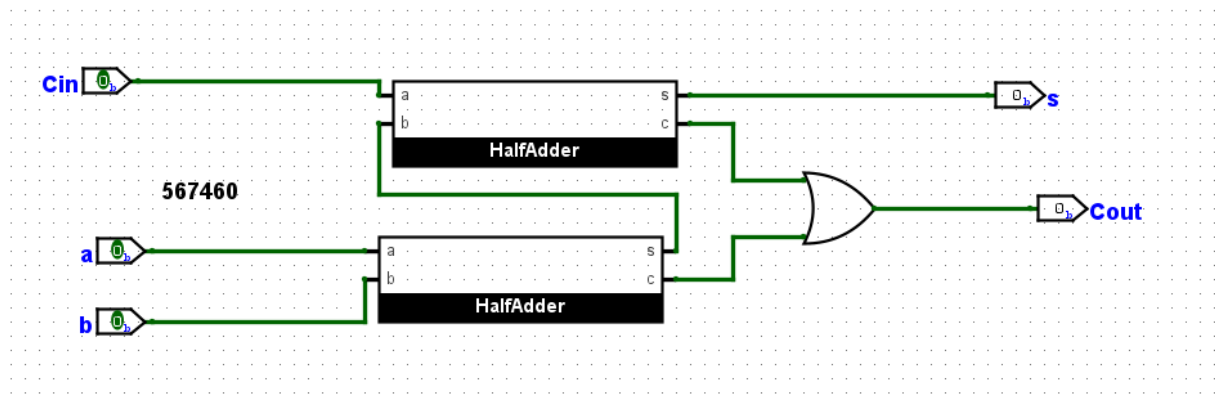 Cin 0b
a s
0b s
b c
HalfAdder
567460
0b Cout
a 0b
a s
b c
b 0b
HalfAdder